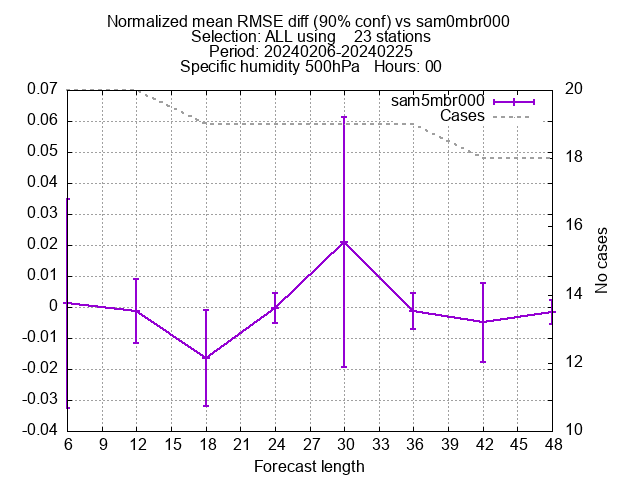 Normalized mean RMSE diff (90% conf) vs sam0mbr000
Selection: ALL using    23 stations
Period: 20240206-20240225
Specific humidity 500hPa   Hours: 00
sam5mbr000
Cases
0.07
0.06
0.05
0.04
0.03
0.02
0.01
0
-0.01
-0.02
-0.03
-0.04
20
18
16
14
12
10
No cases
6 9 12 15 18 21 24 27 30 33 36 39 42 45 48
Forecast length